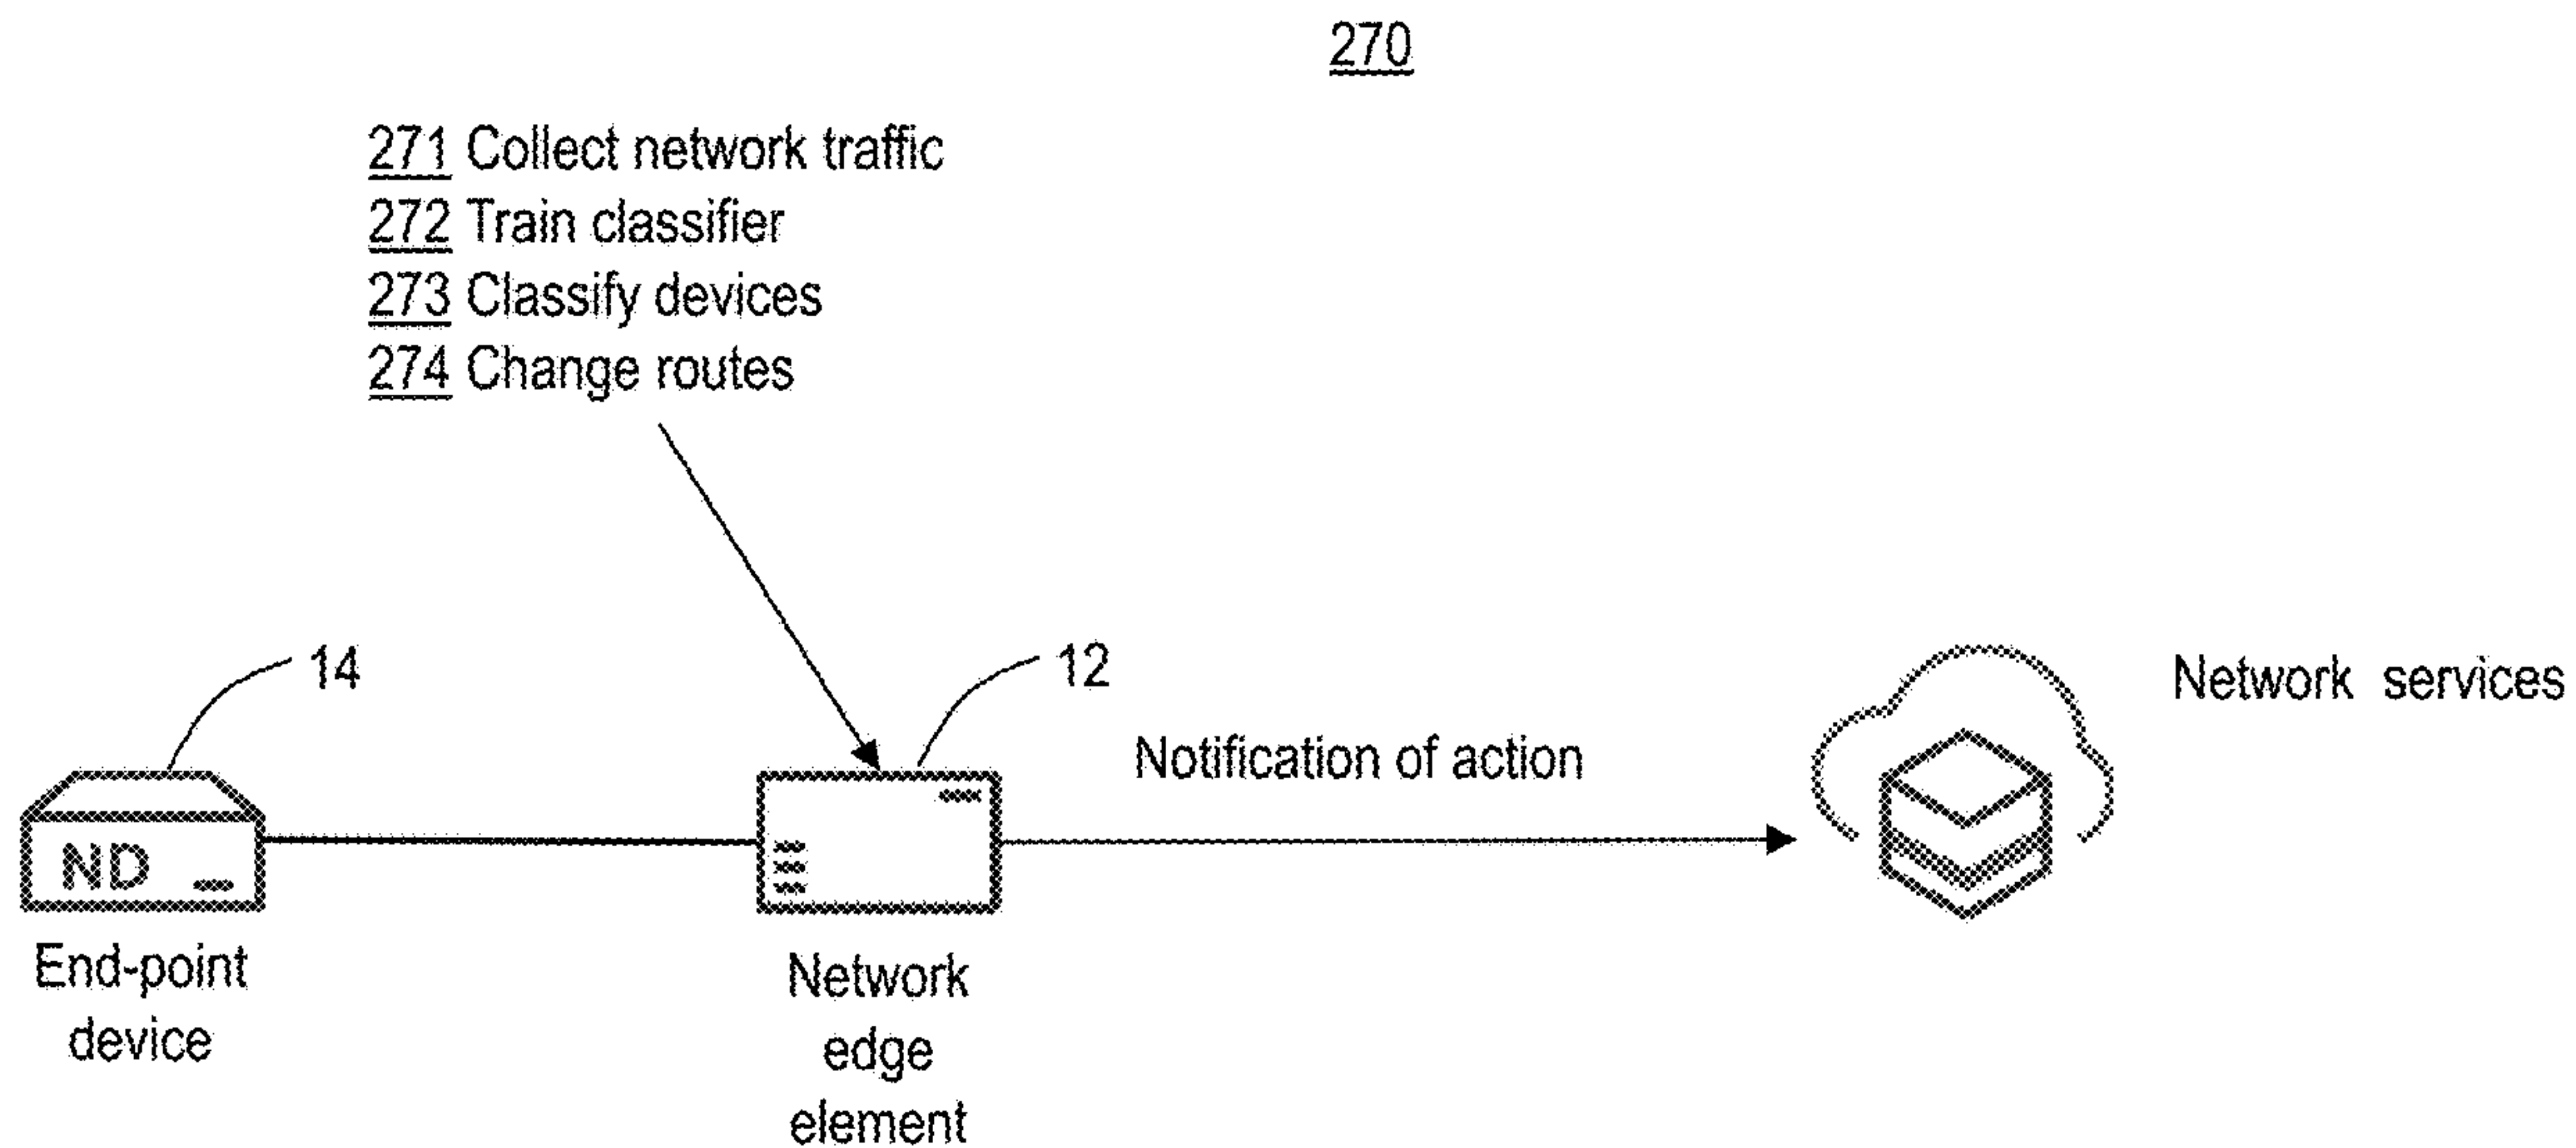 270
271 Collect network traffic
272 Train classifier
273 Classify devices
274 Change routes
14
12
Network services
Notification of action
ND
End-point
device
Network
edge
element